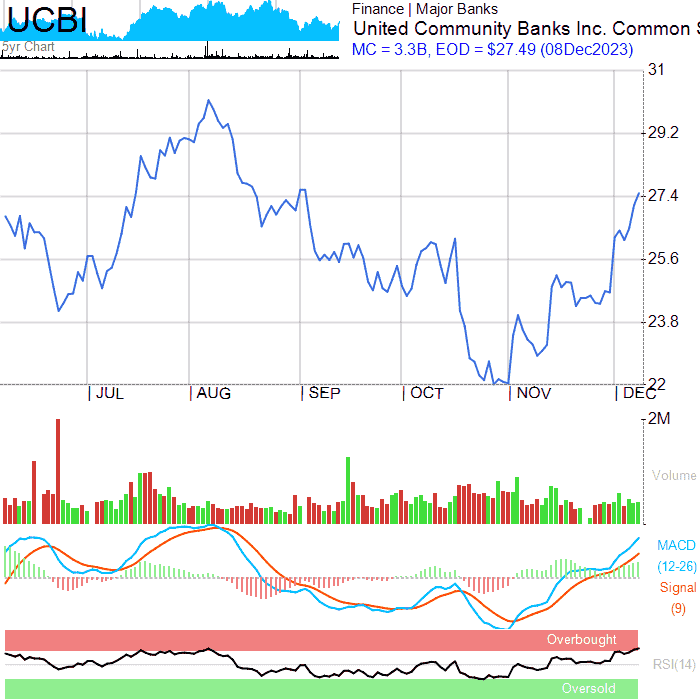 UCBI
5yr Chart
Finance | Major Banks
United Community Banks Inc. Common S
MC = 3.3B, EOD = $27.49 (08Dec2023)
31
29.2
27.4
25.6
23.8
22
JUL AUG SEP OCT NOV DEC
2M
Volume
MACD
(12-26)
Signal
(9)
Overbought
RSI(14)
Oversold